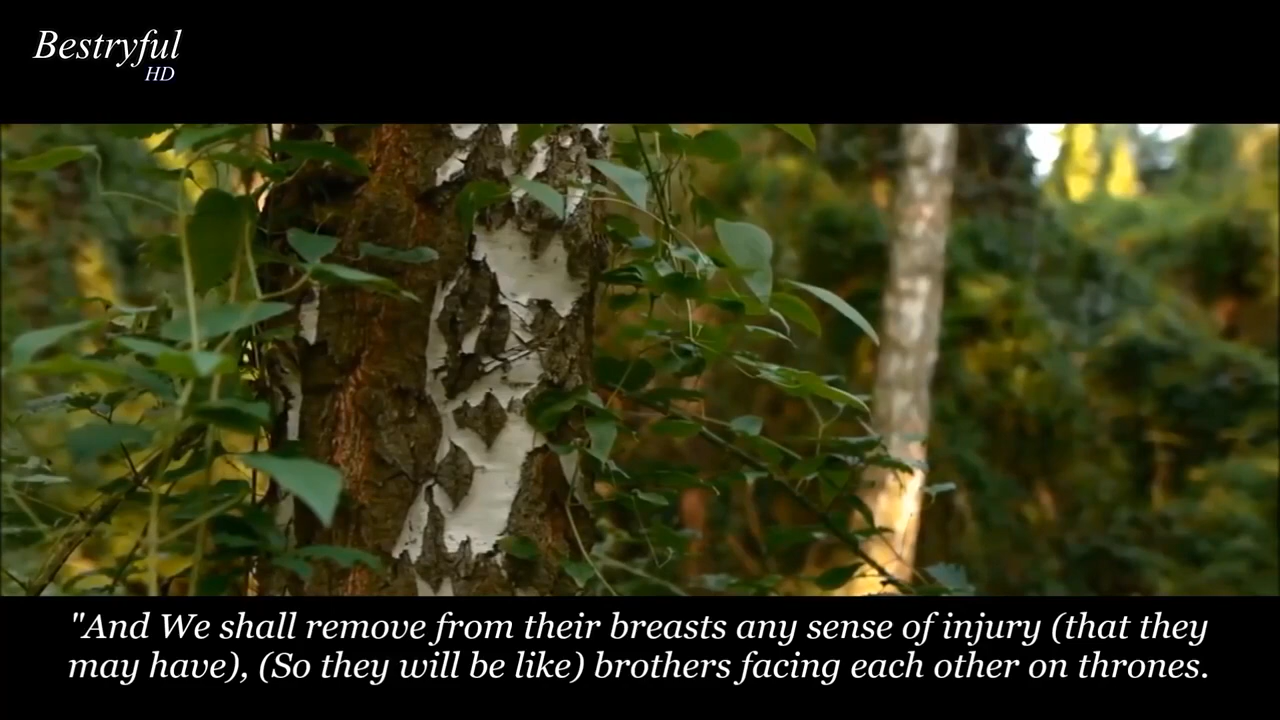 Bestryful
HD
"And We shall remove from their breasts any sense of injury (that they
may have), (So they will be like) brothers facing each other on thrones.